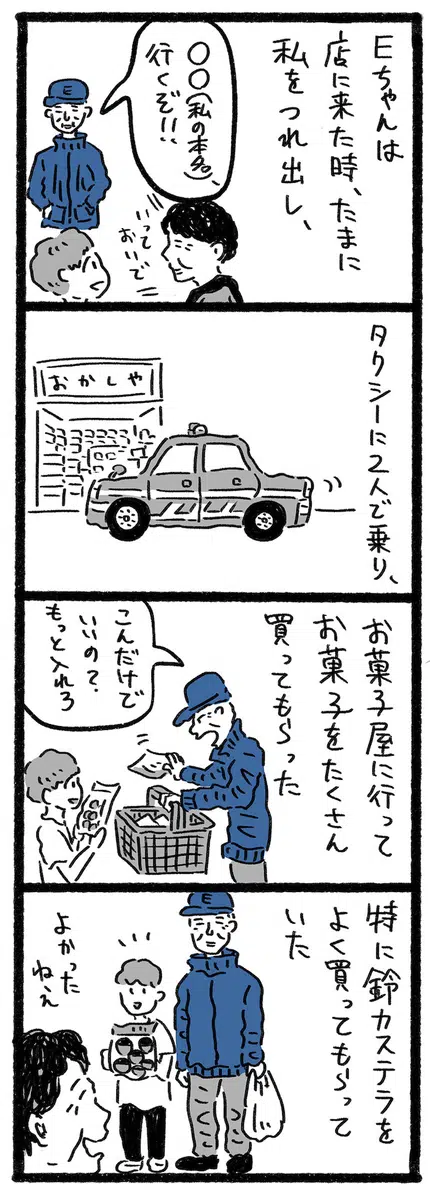 Eちゃんは
店に来た時、たまに
私をつれ出し、
〇〇(私の本名)、
行くぞ!!
いって
おいで
E
タクシーに2人で乗り、
おかしや
お菓子屋に行って
お菓子をたくさん
買ってもらった
こんだけで
いいの?
もっと入れろ
特に鈴カステラを
よく買ってもらって
いた
E
よかった
ねぇ